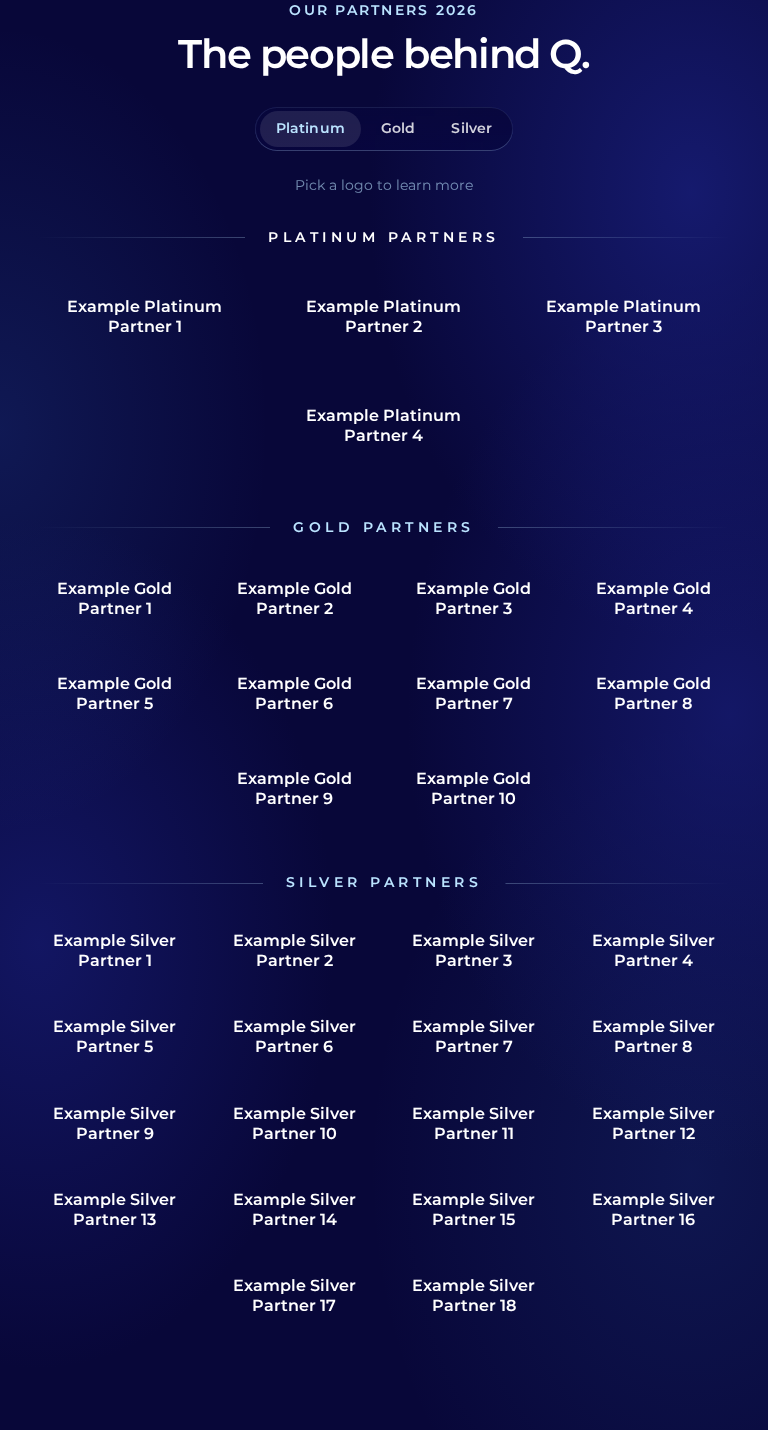 OUR PARTNERS 2026
The people behind Q.
Platinum Gold Silver
Pick a logo to learn more
PLATINUM PARTNERS
Example Platinum Partner 1
Example Platinum Partner 2
Example Platinum Partner 3
Example Platinum Partner 4
GOLD PARTNERS
Example Gold Partner 1
Example Gold Partner 2
Example Gold Partner 3
Example Gold Partner 4
Example Gold Partner 5
Example Gold Partner 6
Example Gold Partner 7
Example Gold Partner 8
Example Gold Partner 9
Example Gold Partner 10
SILVER PARTNERS
Example Silver Partner 1
Example Silver Partner 2
Example Silver Partner 3
Example Silver Partner 4
Example Silver Partner 5
Example Silver Partner 6
Example Silver Partner 7
Example Silver Partner 8
Example Silver Partner 9
Example Silver Partner 10
Example Silver Partner 11
Example Silver Partner 12
Example Silver Partner 13
Example Silver Partner 14
Example Silver Partner 15
Example Silver Partner 16
Example Silver Partner 17
Example Silver Partner 18